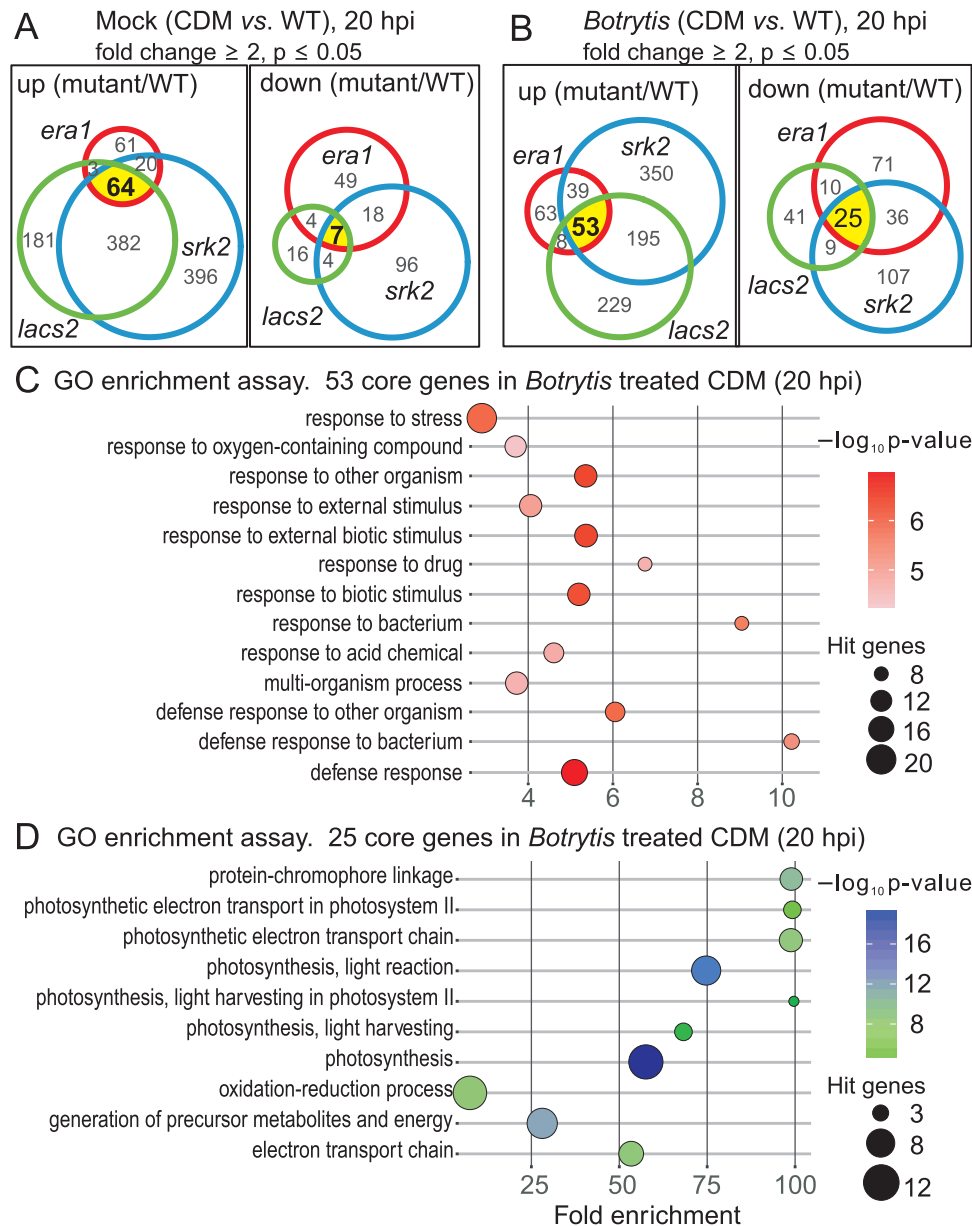 A Mock (CDM vs. WT), 20 hpi
fold change ≥ 2, p ≤ 0.05
up (mutant/WT)
era1
61
3
20
64
181
382
srk2
396
lacs2
down (mutant/WT)
era1
49
4
18
7
16
4
96
srk2
lacs2
B Botrytis (CDM vs. WT), 20 hpi
fold change ≥ 2, p ≤ 0.05
up (mutant/WT)
era1
srk2
350
39
63
53
8
195
229
lacs2
down (mutant/WT)
era1
71
10
41
25
36
9
lacs2
107
srk2
C GO enrichment assay. 53 core genes in Botrytis treated CDM (20 hpi)
response to stress
response to oxygen-containing compound
response to other organism
response to external stimulus
response to external biotic stimulus
response to drug
response to biotic stimulus
response to bacterium
response to acid chemical
multi-organism process
defense response to other organism
defense response to bacterium
defense response
4 6 8 10
−log10 p-value
6
5
Hit genes
8
12
16
20
D GO enrichment assay. 25 core genes in Botrytis treated CDM (20 hpi)
protein-chromophore linkage
photosynthetic electron transport in photosystem II
photosynthetic electron transport chain
photosynthesis, light reaction
photosynthesis, light harvesting in photosystem II
photosynthesis, light harvesting
photosynthesis
oxidation-reduction process
generation of precursor metabolites and energy
electron transport chain
25 50 75 100
Fold enrichment
−log10 p-value
16
12
8
Hit genes
3
8
12